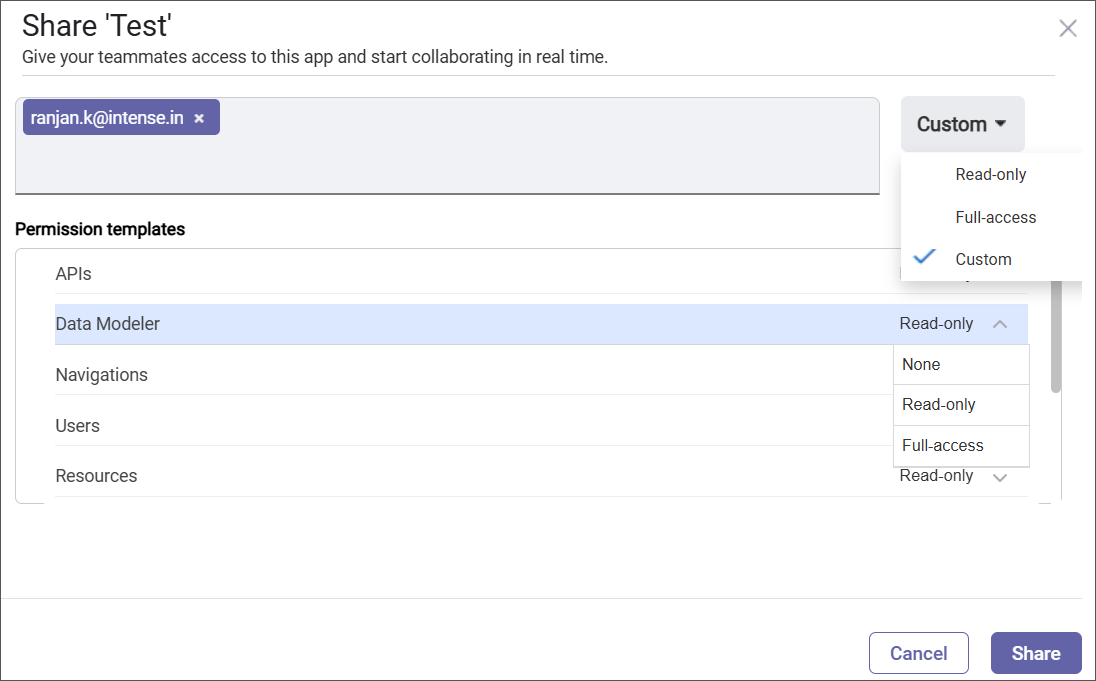 Share 'Test'
Give your teammates access to this app and start collaborating in real time.
ranjan.k@intense.in ×
Custom
Read-only
Full-access
Custom
Permission templates
APIs
Data Modeler Read-only
None
Navigations
Read-only
Users
Full-access
Resources Read-only
Cancel Share